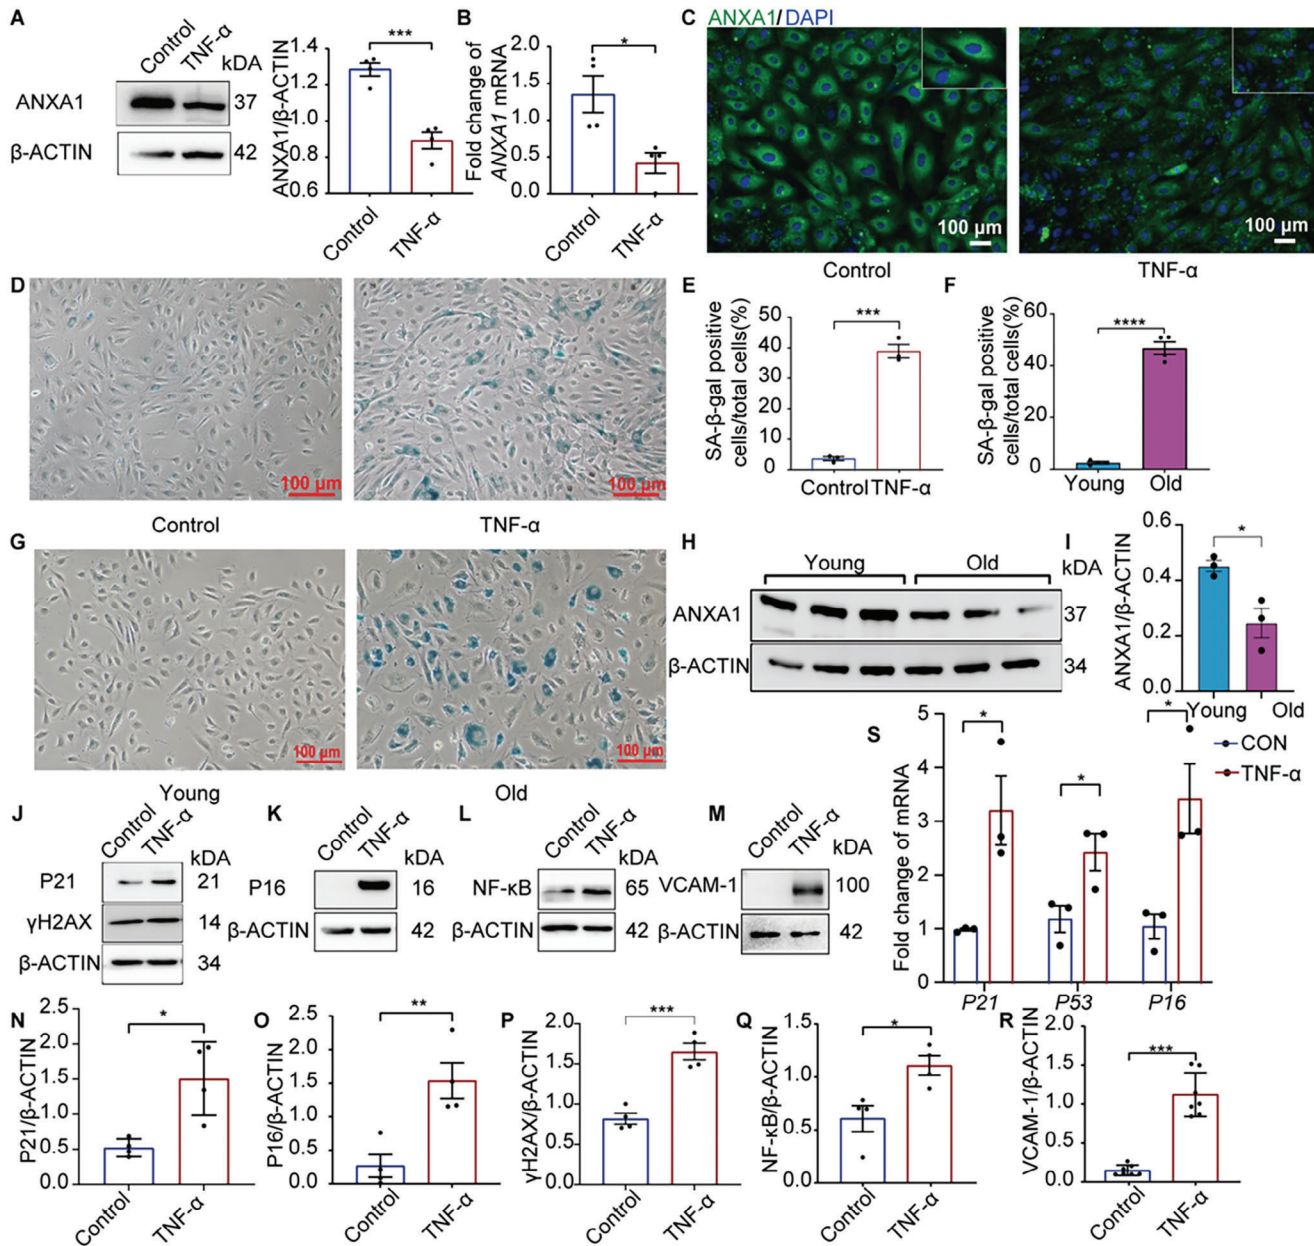 A
Control
TNF-α
kDA
ANXA1
37
β-ACTIN
42
ANXA1/β-ACTIN
1.4
1.2
1.0
0.8
0.6
***
Control
TNF-α
B
Fold change of
ANXA1 mRNA
2.0
1.5
1.0
0.5
0.0
*
Control
TNF-α
C
ANXA1/DAPI
100 μm
100 μm
Control
TNF-α
D
100 μm
100 μm
Control
TNF-α
E
SA-β-gal positive
cells/total cells(%)
50
40
30
20
10
0
***
Control TNF-α
F
SA-β-gal positive
cells/total cells(%)
60
40
20
0
****
Young
Old
G
100 μm
100 μm
Young
Old
H
Young
Old
kDA
ANXA1
37
β-ACTIN
34
I
ANXA1/β-ACTIN
0.6
0.4
0.2
0.0
*
Young
Old
J
Control
TNF-α
kDA
P21
21
γH2AX
14
β-ACTIN
34
K
Control
TNF-α
kDA
P16
16
β-ACTIN
42
L
Control
TNF-α
kDA
NF-κB
65
β-ACTIN
42
M
Control
TNF-α
kDA
VCAM-1
100
β-ACTIN
42
S
Fold change of mRNA
5
4
3
2
1
0
*
*
*
P21
P53
P16
CON
TNF-α
N
P21/β-ACTIN
2.5
2.0
1.5
1.0
0.5
0.0
*
Control
TNF-α
O
P16/β-ACTIN
2.5
2.0
1.5
1.0
0.5
0.0
**
Control
TNF-α
P
γH2AX/β-ACTIN
2.0
1.5
1.0
0.5
0.0
***
Control
TNF-α
Q
NF-κB/β-ACTIN
1.5
1.0
0.5
0.0
*
Control
TNF-α
R
VCAM-1/β-ACTIN
2.0
1.5
1.0
0.5
0.0
***
Control
TNF-α